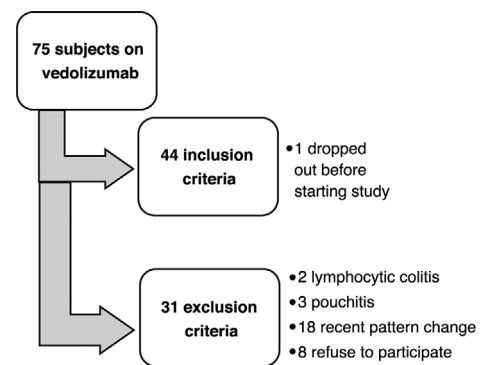 75 subjects on
vedolizumab
44 inclusion
criteria
•1 dropped
out before
starting study
31 exclusion
criteria
•2 lymphocytic colitis
•3 pouchitis
•18 recent pattern change
•8 refuse to participate